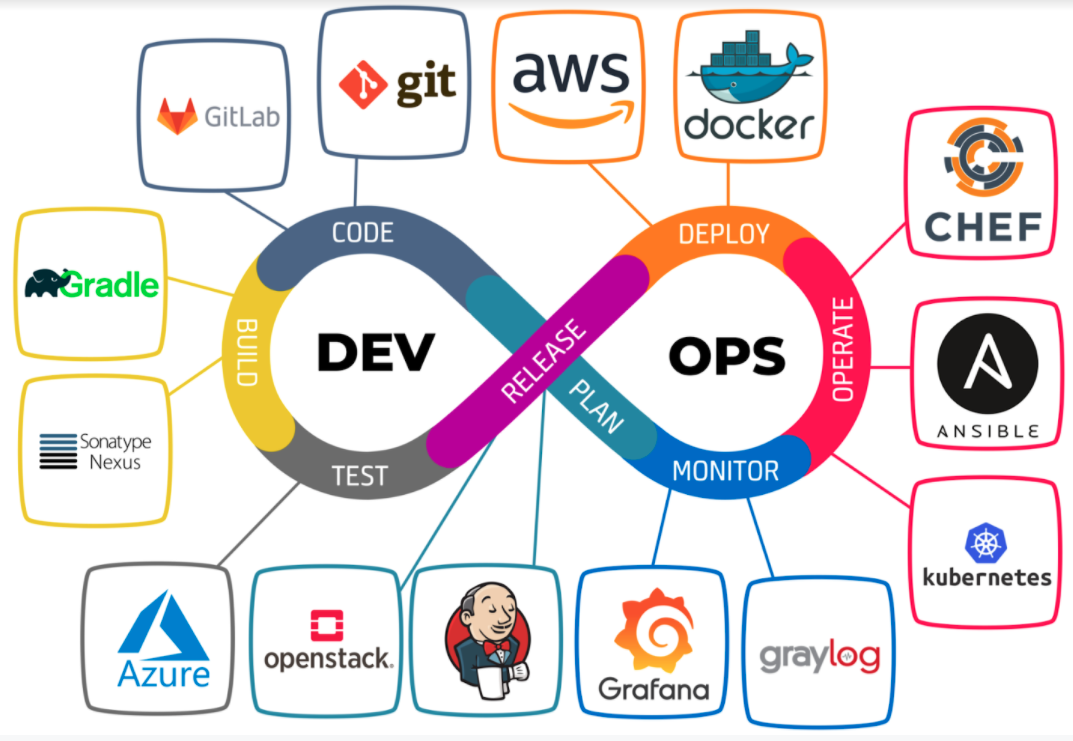 GitLab
git
aws
docker
CHEF
CODE
DEPLOY
Gradle
BUILD
DEV
RELEASE
OPS
OPERATE
PLAN
ANSIBLE
Sonatype
Nexus
TEST
MONITOR
kubernetes
Azure
openstack.
Grafana
graylog